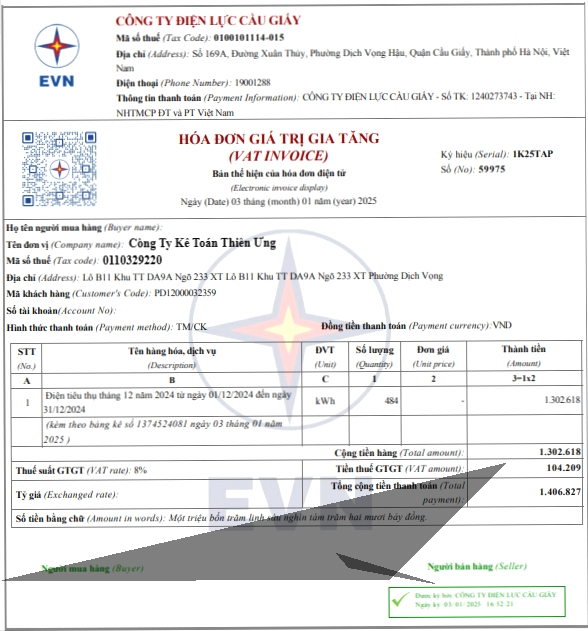 CÔNG TY ĐIỆN LỰC CẦU GIẤY
Mã số thuế (Tax Code): 0100101114-015
Địa chỉ (Address): Số 169A, Đường Xuân Thủy, Phường Dịch Vọng Hậu, Quận Cầu Giấy, Thành phố Hà Nội, Việt
Nam
Điện thoại (Phone Number): 19001288
Thông tin thanh toán (Payment Information): CÔNG TY ĐIỆN LỰC CẦU GIẤY - Số TK: 1240273743 - Tại NH:
NHTMCP ĐT và PT Việt Nam
EVN
HÓA ĐƠN GIÁ TRỊ GIA TĂNG
(VAT INVOICE)
Bản thể hiện của hóa đơn điện tử
(Electronic invoice display)
Ngày (Date) 03 tháng (month) 01 năm (year) 2025
Ký hiệu (Serial): 1K25TAP
Số (No): 59975
Họ tên người mua hàng (Buyer name):
Tên đơn vị (Company name): Công Ty Kế Toán Thiên Ưng
Mã số thuế (Tax code): 0110329220
Địa chỉ (Address): Lô B11 Khu TT DA9A Ngõ 233 XT Lô B11 Khu TT DA9A Ngõ 233 XT Phường Dịch Vọng
Mã khách hàng (Customer's Code): PD12000032359
Số tài khoản(Account No):
Hình thức thanh toán (Payment method): TM/CK
Đồng tiền thanh toán (Payment currency):VND
STT Tên hàng hóa, dịch vụ ĐVT Số lượng Đơn giá Thành tiền
(No.) (Description) (Unit) (Quantity) (Unit price) (Amount)
A B C 1 2 3=1x2
1 Điện tiêu thụ tháng 12 năm 2024 từ ngày 01/12/2024 đến ngày kWh 484 - 1.302.618
31/12/2024
(kèm theo bảng kê số 1374524081 ngày 03 tháng 01 năm
2025 )
Cộng tiền hàng (Total amount): 1.302.618
Thuế suất GTGT (VAT rate): 8% Tiền thuế GTGT (VAT amount): 104.209
Tỷ giá (Exchanged rate): Tổng cộng tiền thanh toán (Total
payment): 1.406.827
Số tiền bằng chữ (Amount in words): Một triệu bốn trăm linh sáu nghìn tám trăm hai mươi bảy đồng.
EVN
Người mua hàng (Buyer) Người bán hàng (Seller)
Được ký bởi CÔNG TY ĐIỆN LỰC CẦU GIẤY
Ngày ký 03/01/2025 16:52:21